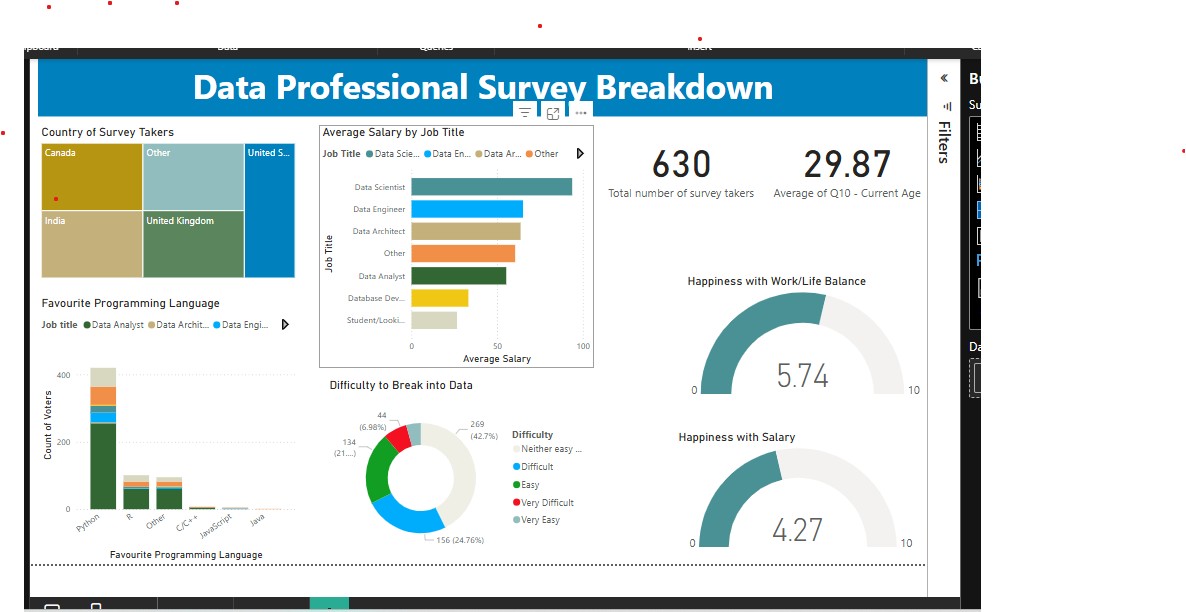 Data
Queries
Insert
Data Professional Survey Breakdown
Filters
Country of Survey Takers
Canada
Other
United S...
India
United Kingdom
Average Salary by Job Title
Job Title Data Scie... Data En... Data Ar... Other
Job Title
Data Scientist
Data Engineer
Data Architect
Other
Data Analyst
Database Dev...
Student/Looki...
0 50 100
Average Salary
630
Total number of survey takers
29.87
Average of Q10 - Current Age
Favourite Programming Language
Job title Data Analyst Data Archit... Data Engi...
Count of Voters
400
200
0
Python R Other C/C++ JavaScript Java
Favourite Programming Language
Difficulty to Break into Data
44
(6.98%)
269
(42.7%)
134
(21....)
156 (24.76%)
Difficulty
Neither easy ...
Difficult
Easy
Very Difficult
Very Easy
Happiness with Work/Life Balance
5.74
0 10
Happiness with Salary
4.27
0 10